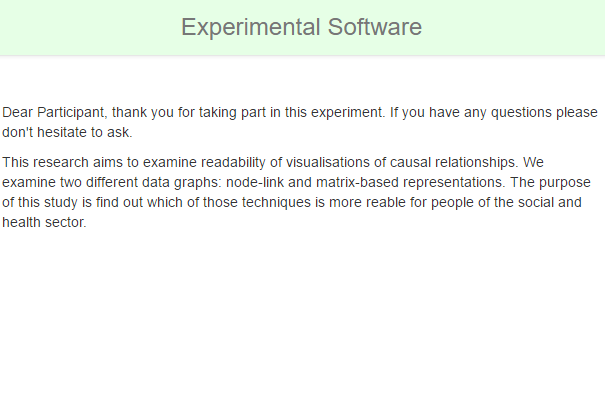 Experimental Software
Dear Participant, thank you for taking part in this experiment. If you have any questions please
don't hesitate to ask.
This research aims to examine readability of visualisations of causal relationships. We
examine two different data graphs: node-link and matrix-based representations. The purpose
of this study is find out which of those techniques is more reable for people of the social and
health sector.